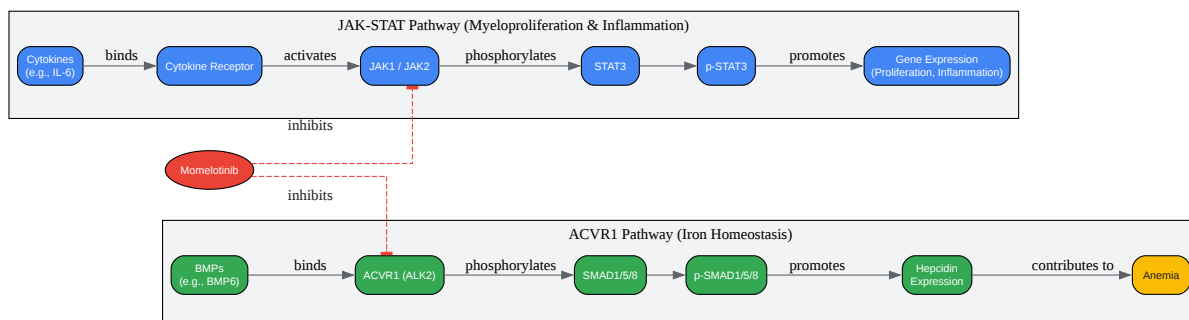 JAK-STAT Pathway (Myeloproliferation & Inflammation)
Cytokines
(e.g., IL-6)
binds
Cytokine Receptor
activates
JAK1 / JAK2
phosphorylates
STAT3
p-STAT3
promotes
Gene Expression
(Proliferation, Inflammation)
inhibits
Momelotinib
inhibits
ACVR1 Pathway (Iron Homeostasis)
BMPs
(e.g., BMP6)
binds
ACVR1 (ALK2)
phosphorylates
SMAD1/5/8
p-SMAD1/5/8
promotes
Hepcidin
Expression
contributes to
Anemia